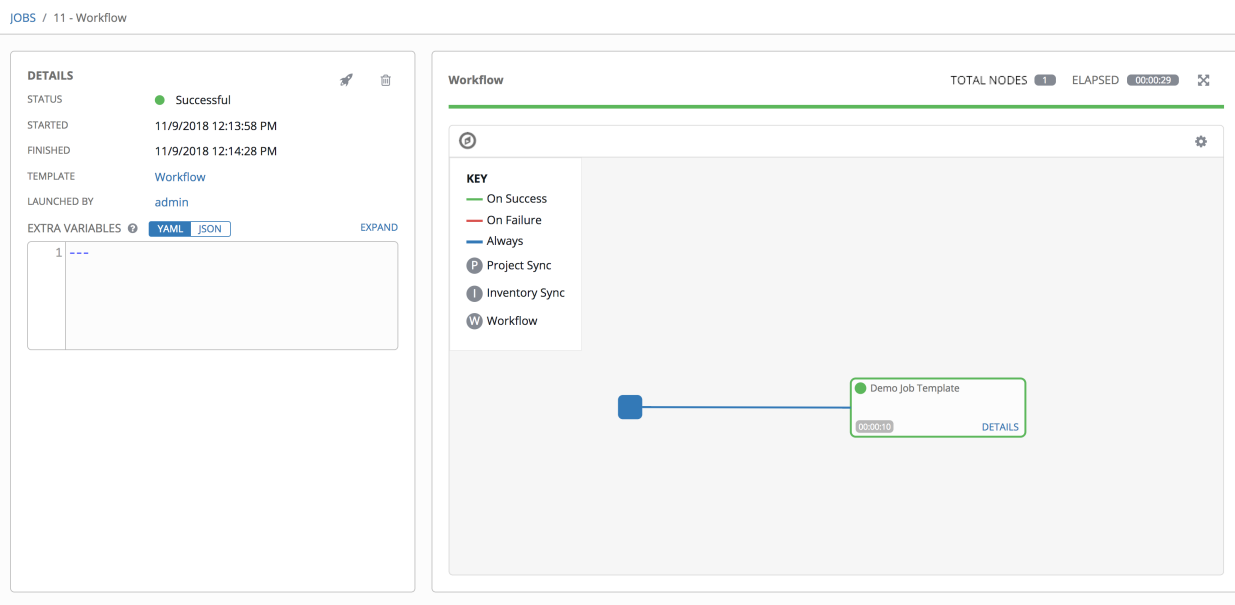 JOBS / 11 - Workflow
DETAILS
STATUS Successful
STARTED 11/9/2018 12:13:58 PM
FINISHED 11/9/2018 12:14:28 PM
TEMPLATE Workflow
LAUNCHED BY admin
EXTRA VARIABLES ? YAML JSON EXPAND
1 ---
Workflow TOTAL NODES 1 ELAPSED 00:00:29
KEY
On Success
On Failure
Always
P Project Sync
I Inventory Sync
W Workflow
Demo Job Template
00:00:10 DETAILS